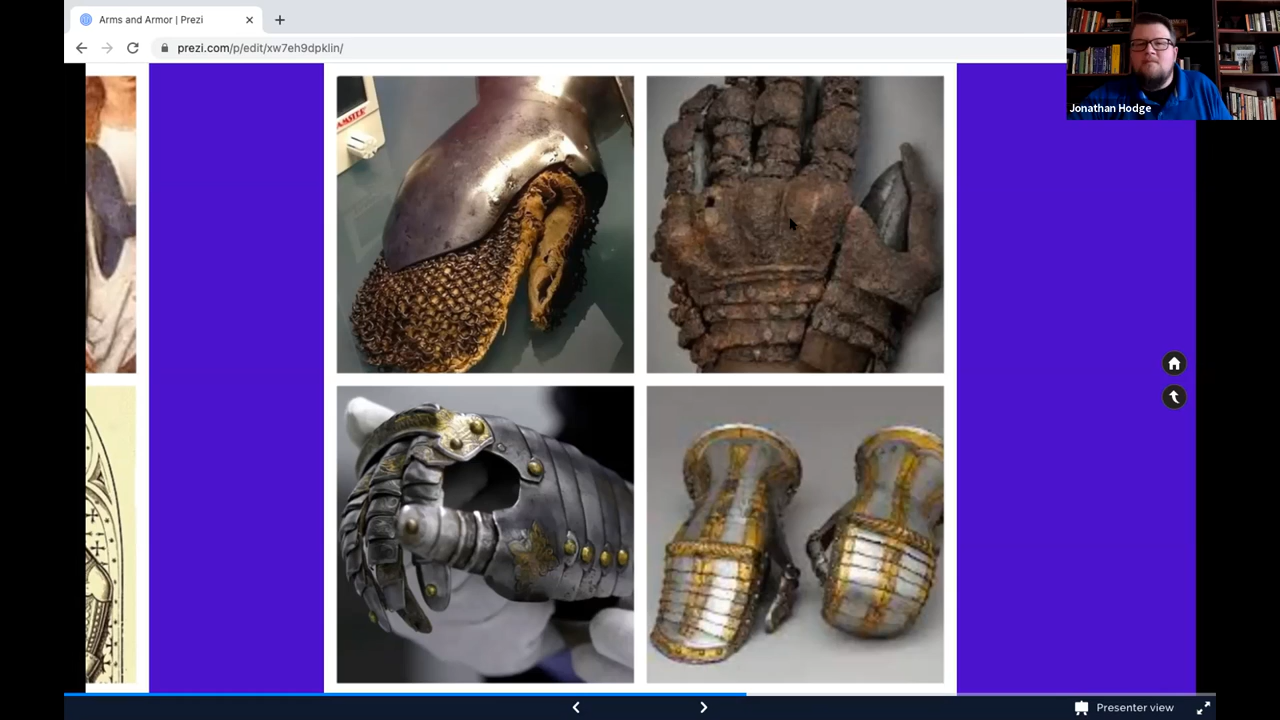 Arms and Armor | Prezi
prezi.com/p/edit/xw7eh9dpklin/
Jonathan Hodge
Presenter view